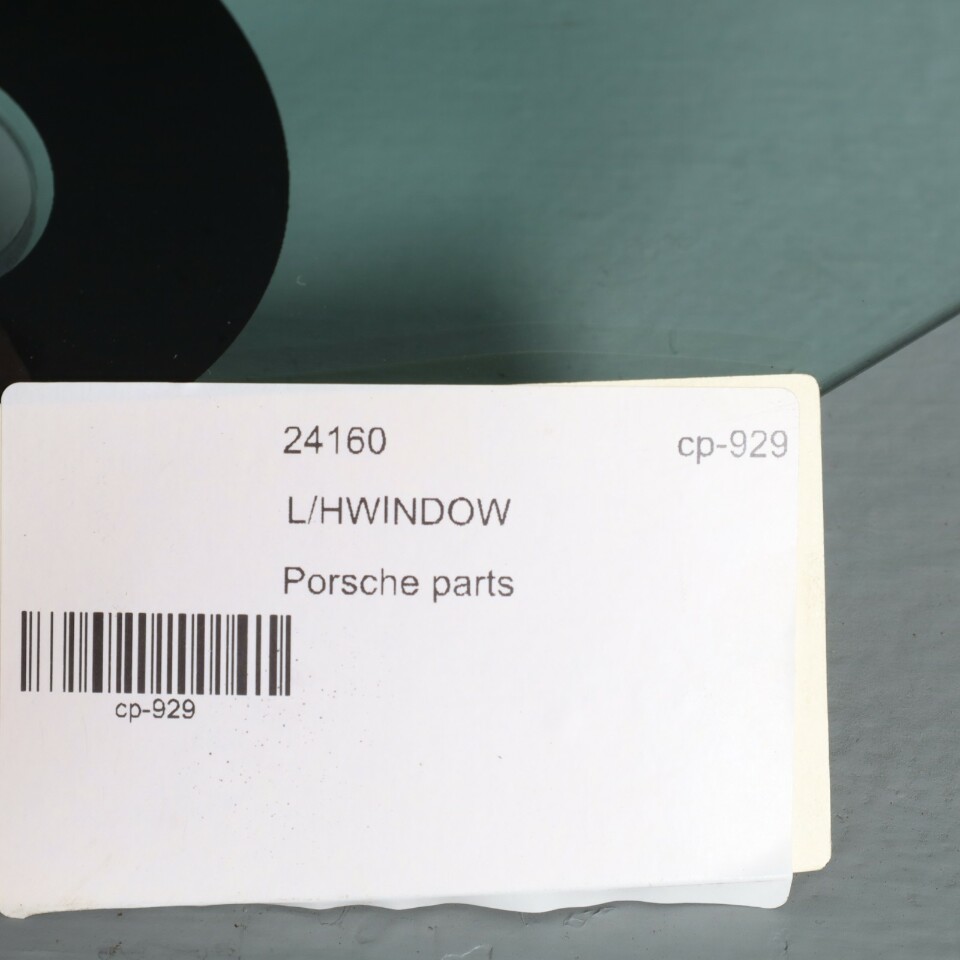 24160 cp-929
L/HWINDOW
Porsche parts
cp-929